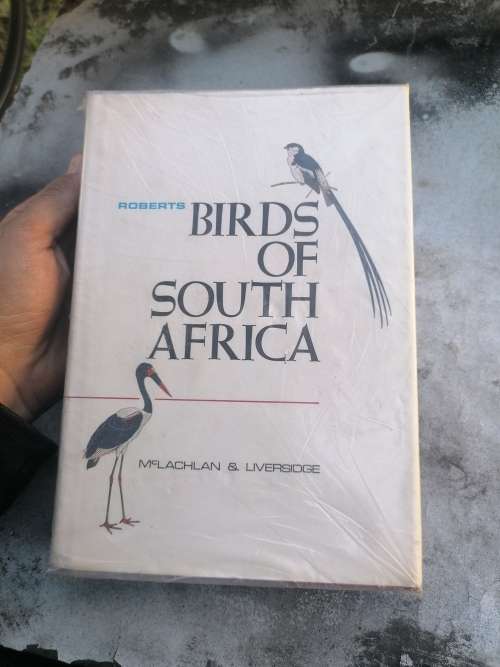 ROBERTS BIRDS
OF
SOUTH
AFRICA
McLACHLAN & LIVERSIDGE